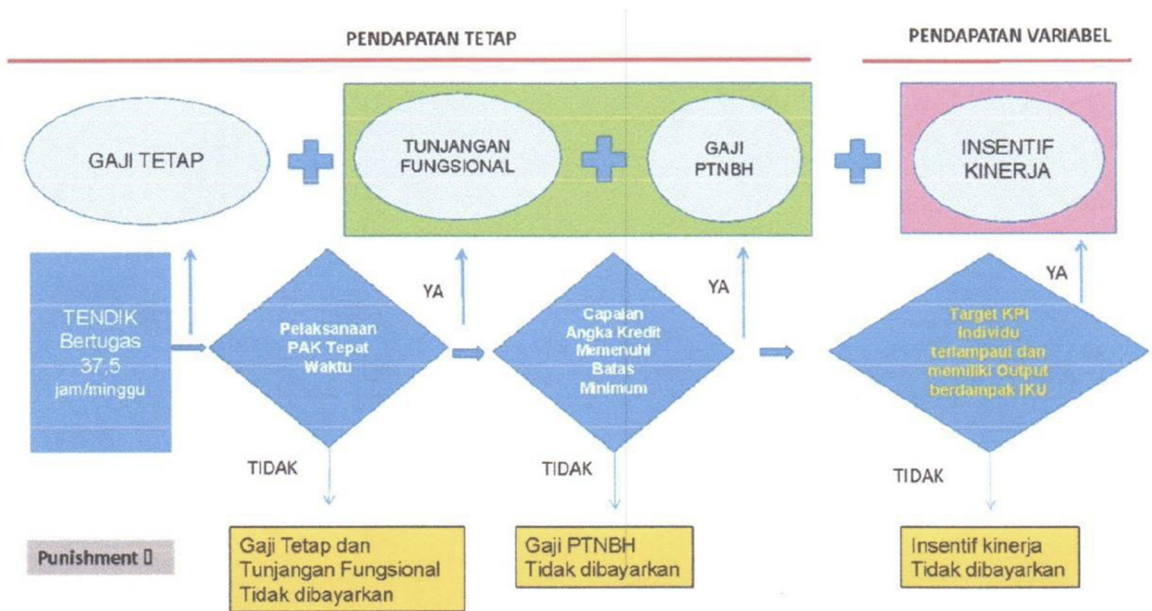 PENDAPATAN TETAP
PENDAPATAN VARIABEL
GAJI TETAP
TUNJANGAN
FUNGSIONAL
GAJI
PTNBH
INSENTIF
KINERJA
TENDIK
Bertugas
37,5
jam/minggu
Pelaksanaan
PAK Tepat
Waktu
YA
Capaian
Angka Kredit
Memenuhi
Batas
Minimum
YA
Target KPI
Individu
terlampaui dan
memiliki Output
berdampak IKU
YA
TIDAK
TIDAK
TIDAK
Punishment
Gaji Tetap dan
Tunjangan Fungsional
Tidak dibayarkan
Gaji PTNBH
Tidak dibayarkan
Insentif kinerja
Tidak dibayarkan